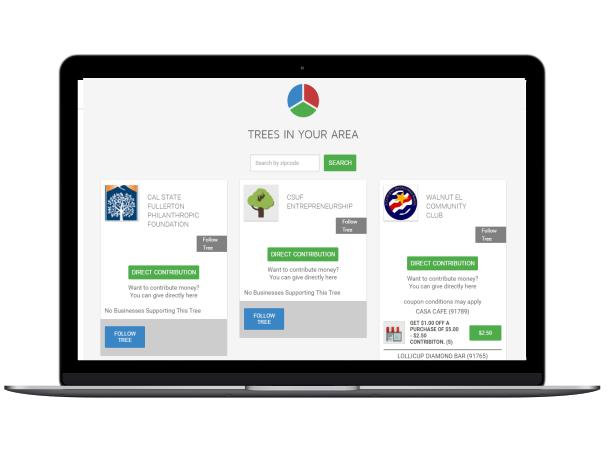 TREES IN YOUR AREA
Search by zipcode
SEARCH
CAL STATE
FULLERTON
PHILANTHROPIC
FOUNDATION
Follow
Tree
DIRECT CONTRIBUTION
Want to contribute money?
You can give directly here
No Businesses Supporting This Tree
FOLLOW
TREE
CSUF
ENTREPRENEURSHIP
Follow
Tree
DIRECT CONTRIBUTION
Want to contribute money?
You can give directly here
No Businesses Supporting This Tree
FOLLOW
TREE
WALNUT EL
COMMUNITY
CLUB
Follow
Tree
DIRECT CONTRIBUTION
Want to contribute money?
You can give directly here
coupon conditions may apply
CASA CAFE (91789)
GET $1.00 OFF A
PURCHASE OF $5.00
- $2.50
CONTRIBITON. (5)
$2.50
LOLLICUP DIAMOND BAR (91765)